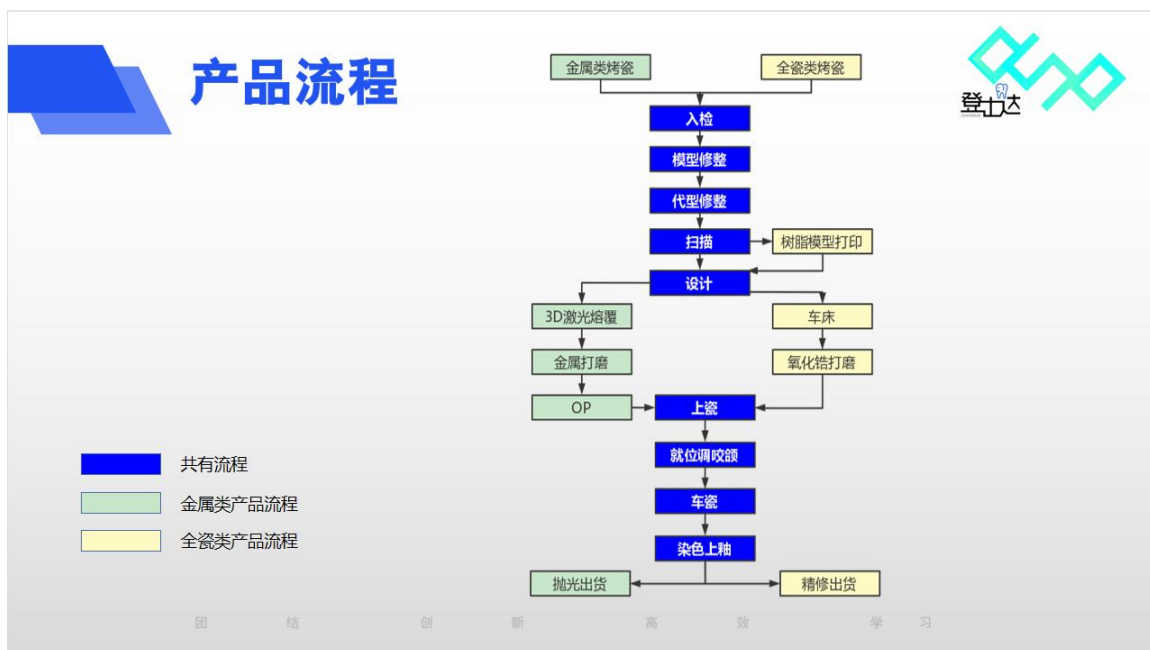 产品流程
金属类烤瓷
全瓷类烤瓷
登士达
入检
模型修整
代型修整
扫描
树脂模型打印
设计
3D激光熔覆
车床
金属打磨
氧化锆打磨
OP
上瓷
就位调咬颌
车瓷
染色上釉
抛光出货
精修出货
共有流程
金属类产品流程
全瓷类产品流程
团 结 创 新 高 效 学 习